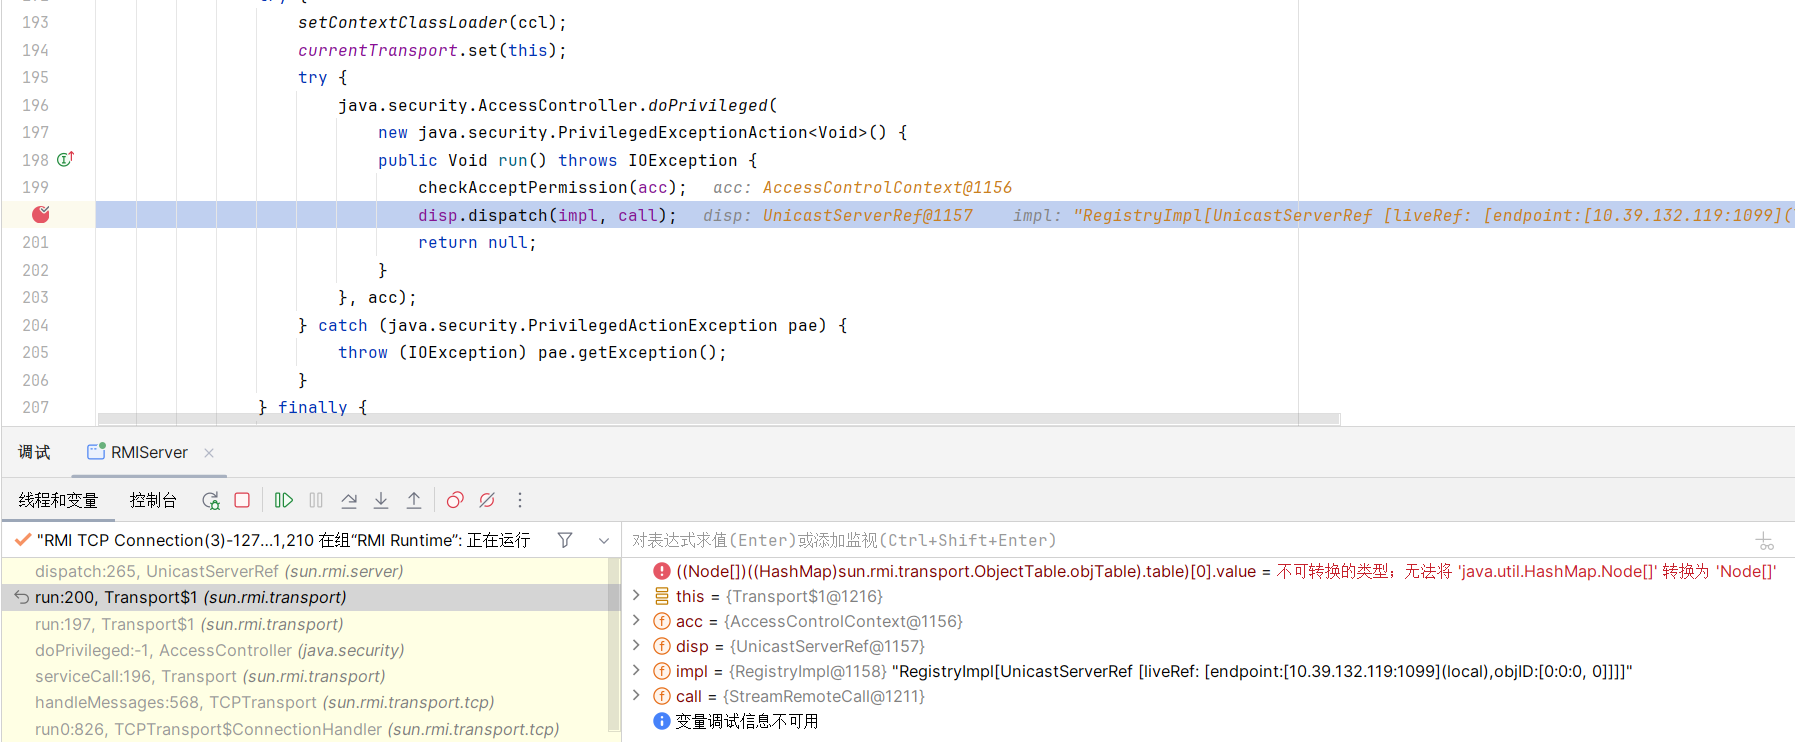 193 setContextClassLoader(ccl);
194 currentTransport.set(this);
195 try {
196 java.security.AccessController.doPrivileged(
197 new java.security.PrivilegedExceptionAction<Void>() {
198 public Void run() throws IOException {
199 checkAcceptPermission(acc); acc: AccessControlContext@1156
disp.dispatch(impl, call); disp: UnicastServerRef@1157 impl: "RegistryImpl[UnicastServerRef [liveRef: [endpoint:[10.39.132.119:1099](
201 return null;
202 }
203 }, acc);
204 } catch (java.security.PrivilegedActionException pae) {
205 throw (IOException) pae.getException();
206 }
207 } finally {
调试 RMIServer
线程和变量 控制台
"RMI TCP Connection(3)-127...1,210 在组“RMI Runtime”: 正在运行
对表达式求值(Enter)或添加监视(Ctrl+Shift+Enter)
dispatch:265, UnicastServerRef (sun.rmi.server)
run:200, Transport$1 (sun.rmi.transport)
run:197, Transport$1 (sun.rmi.transport)
doPrivileged:-1, AccessController (java.security)
serviceCall:196, Transport (sun.rmi.transport)
handleMessages:568, TCPTransport (sun.rmi.transport.tcp)
run0:826, TCPTransport$ConnectionHandler (sun.rmi.transport.tcp)
((Node[])((HashMap)sun.rmi.transport.ObjectTable.objTable).table)[0].value = 不可转换的类型；无法将 'java.util.HashMap.Node[]' 转换为 'Node[]'
this = {Transport$1@1216}
acc = {AccessControlContext@1156}
disp = {UnicastServerRef@1157}
impl = {RegistryImpl@1158} "RegistryImpl[UnicastServerRef [liveRef: [endpoint:[10.39.132.119:1099](local),objID:[0:0:0, 0]]]]"
call = {StreamRemoteCall@1211}
变量调试信息不可用